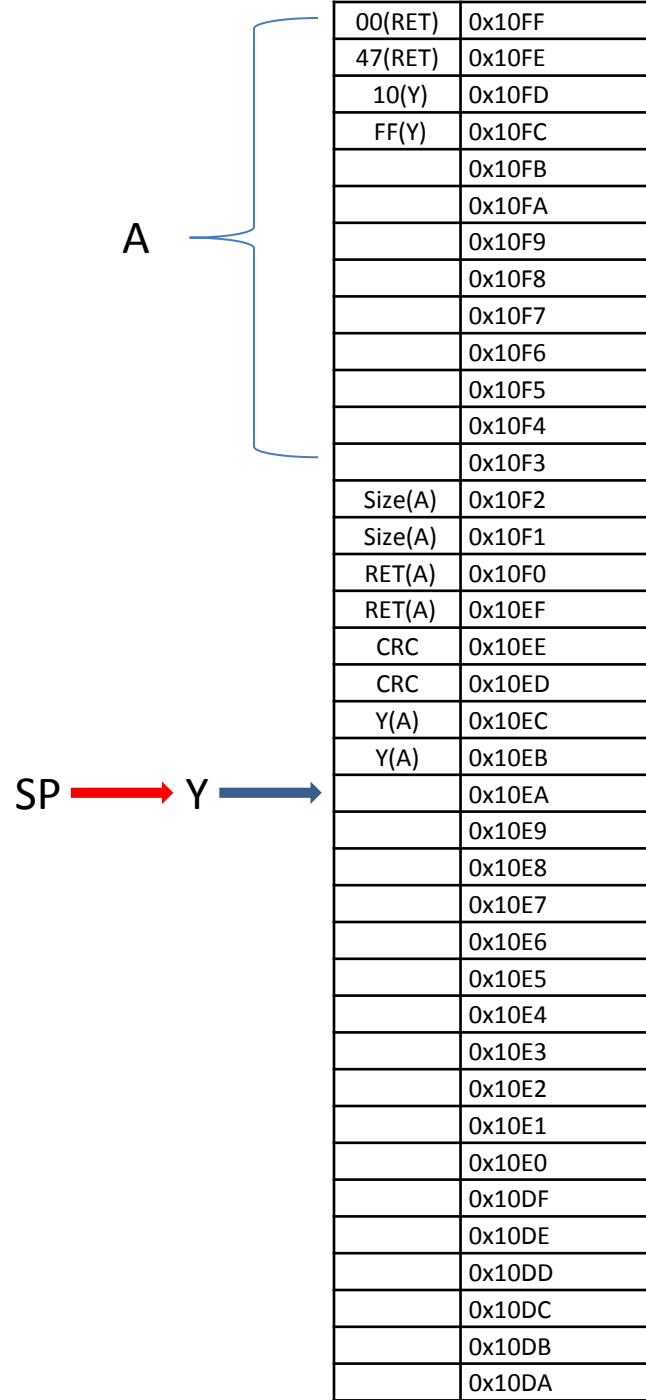 00(RET) 0x10FF
47(RET) 0x10FE
10(Y) 0x10FD
FF(Y) 0x10FC
0x10FB
0x10FA
A 0x10F9
0x10F8
0x10F7
0x10F6
0x10F5
0x10F4
0x10F3
Size(A) 0x10F2
Size(A) 0x10F1
RET(A) 0x10F0
RET(A) 0x10EF
CRC 0x10EE
CRC 0x10ED
Y(A) 0x10EC
Y(A) 0x10EB
SP Y 0x10EA
0x10E9
0x10E8
0x10E7
0x10E6
0x10E5
0x10E4
0x10E3
0x10E2
0x10E1
0x10E0
0x10DF
0x10DE
0x10DD
0x10DC
0x10DB
0x10DA